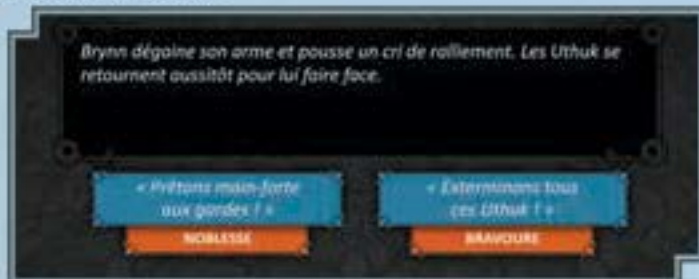 Brynn dégaine son arme et pousse un cri de ralliement. Les Uthuk se
retournent aussitôt pour lui faire face.
« Prêtons main-forte
aux gardes ! »
« Exterminons tous
ces Uthuk ! »
NOBLESSE
BRAVOURE